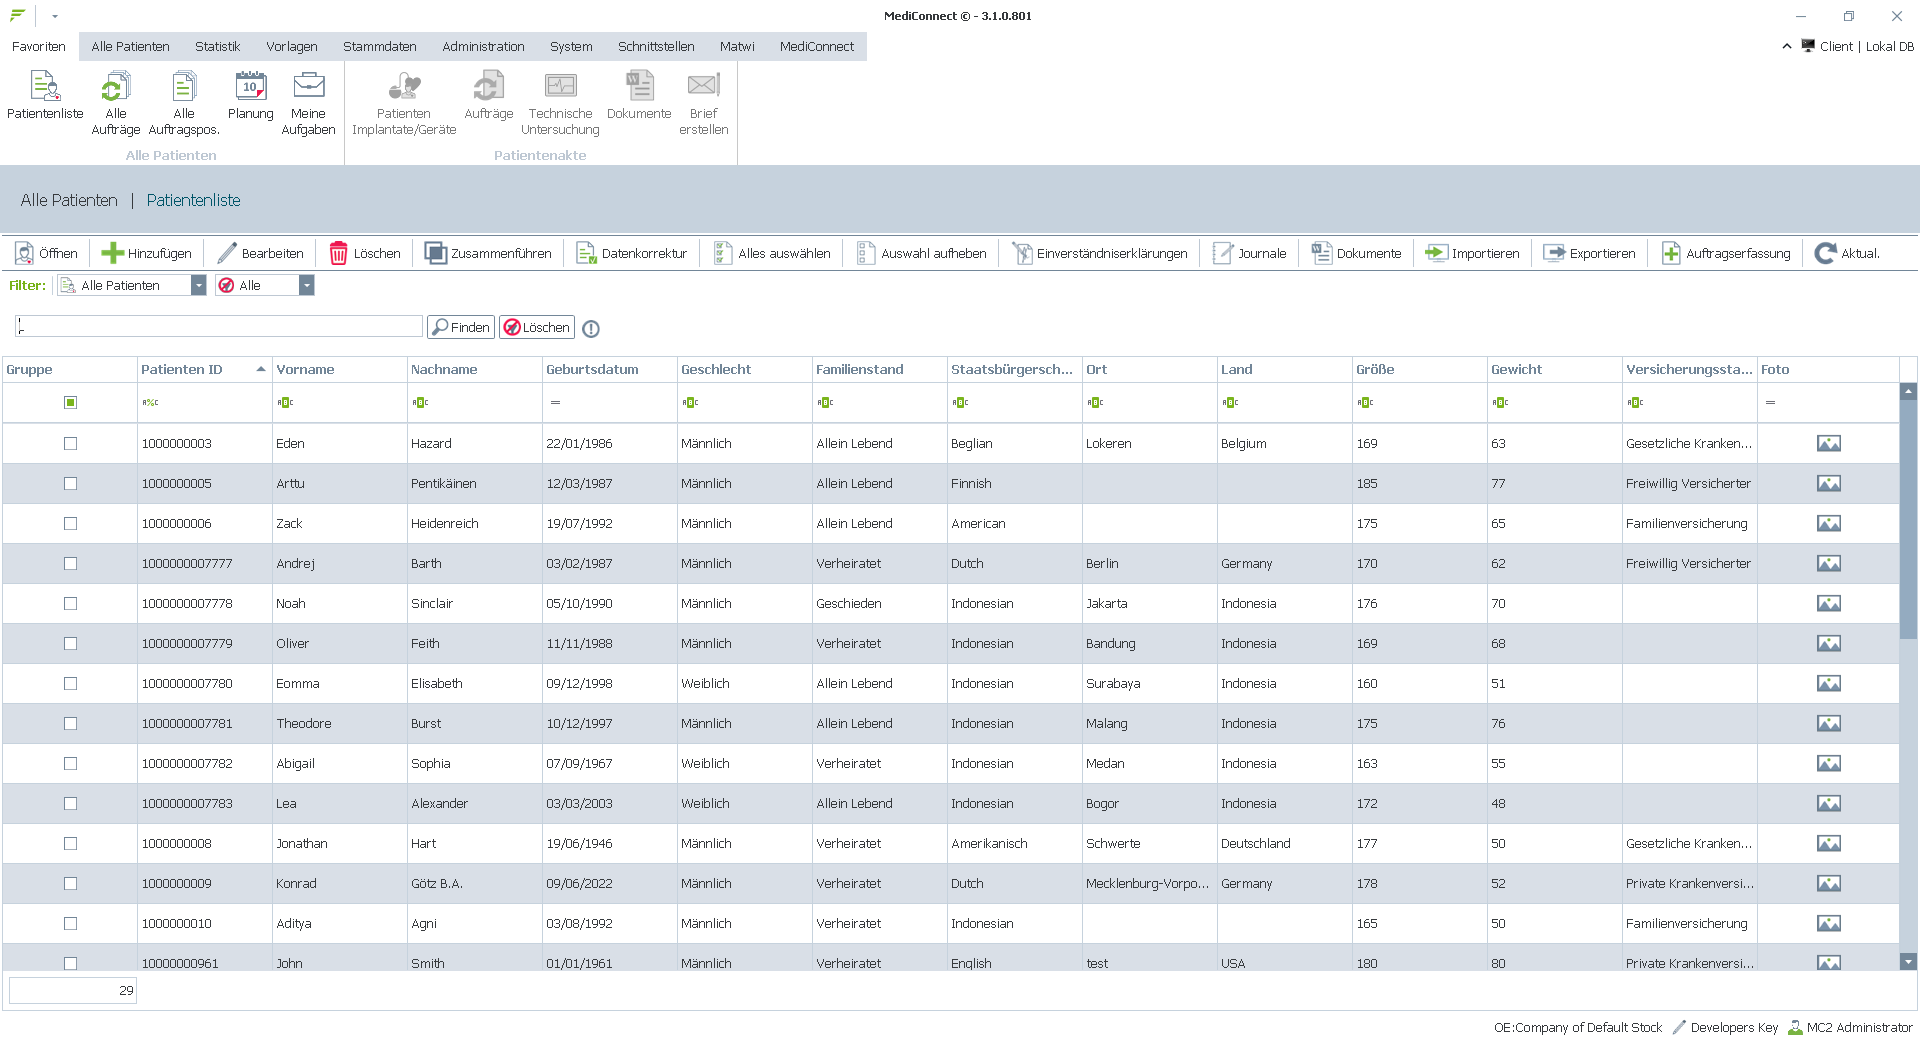 MediConnect © - 3.1.0.801
Favoriten Alle Patienten Statistik Vorlagen Stammdaten Administration System Schnittstellen Matwi MediConnect
Client | Lokal DB
Patientenliste Alle Aufträge Alle Auftragspos. Planung Meine Aufgaben Patienten Implantate/Geräte Aufträge Technische Untersuchung Dokumente Brief erstellen
Alle Patienten Patientenakte
Alle Patienten | Patientenliste
Öffnen Hinzufügen Bearbeiten Löschen Zusammenführen Datenkorrektur Alles auswählen Auswahl aufheben Einverständniserklärungen Journale Dokumente Importieren Exportieren Auftragserfassung Aktual.
Filter: Alle Patienten Alle
Finden Löschen
Gruppe Patienten ID Vorname Nachname Geburtsdatum Geschlecht Familienstand Staatsbürgersch... Ort Land Größe Gewicht Versicherungssta... Foto
1000000003 Eden Hazard 22/01/1986 Männlich Allein Lebend Beglian Lokeren Belgium 169 63 Gesetzliche Kranken...
1000000005 Arttu Pentikäinen 12/03/1987 Männlich Allein Lebend Finnish 185 77 Freiwillig Versicherter
1000000006 Zack Heidenreich 19/07/1992 Männlich Allein Lebend American 175 65 Familienversicherung
1000000007777 Andrej Barth 03/02/1987 Männlich Verheiratet Dutch Berlin Germany 170 62 Freiwillig Versicherter
1000000007778 Noah Sinclair 05/10/1990 Männlich Geschieden Indonesian Jakarta Indonesia 176 70
1000000007779 Oliver Feith 11/11/1988 Männlich Verheiratet Indonesian Bandung Indonesia 169 68
1000000007780 Eomma Elisabeth 09/12/1998 Weiblich Allein Lebend Indonesian Surabaya Indonesia 160 51
1000000007781 Theodore Burst 10/12/1997 Männlich Allein Lebend Indonesian Malang Indonesia 175 76
1000000007782 Abigail Sophia 07/09/1967 Weiblich Verheiratet Indonesian Medan Indonesia 163 55
1000000007783 Lea Alexander 03/03/2003 Weiblich Allein Lebend Indonesian Bogor Indonesia 172 48
1000000008 Jonathan Hart 19/06/1946 Männlich Verheiratet Amerikanisch Schwerte Deutschland 177 50 Gesetzliche Kranken...
1000000009 Konrad Götz B.A. 09/06/2022 Männlich Verheiratet Dutch Mecklenburg-Vorpo... Germany 178 52 Private Krankenversi...
1000000010 Aditya Agni 03/08/1992 Männlich Verheiratet Indonesian 165 50 Familienversicherung
10000000961 John Smith 01/01/1961 Männlich Verheiratet English test USA 180 80 Private Krankenversi...
29
OE:Company of Default Stock Developers Key MC2 Administrator